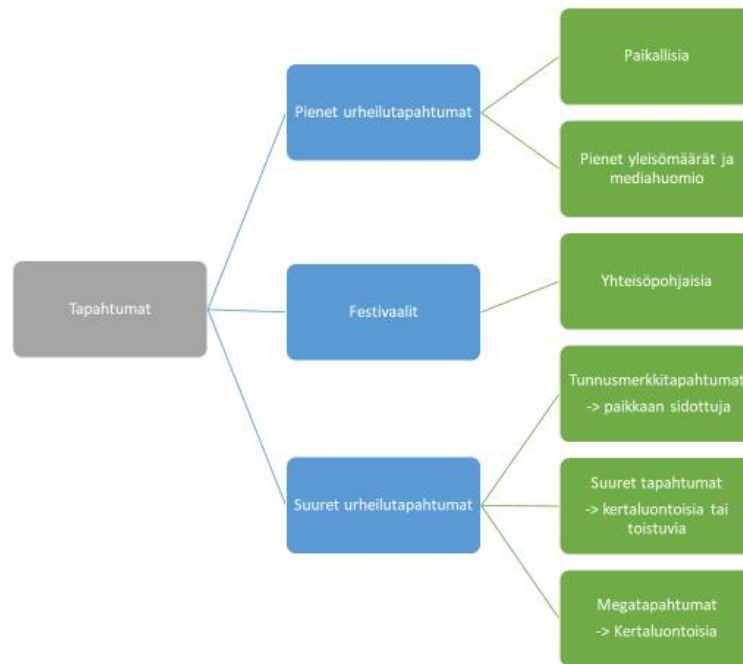 Tapahtumat
Pienet urheilutapahtumat
Paikallisia
Pienet yleisömäärät ja
mediahuomio
Festivaalit
Yhteisöpohjaisia
Suuret urheilutapahtumat
Tunnusmerkkitapahtumat
-> paikkaan sidottuja
Suuret tapahtumat
-> kertaluontoisia tai
toistuvia
Megatapahtumat
-> Kertaluontoisia